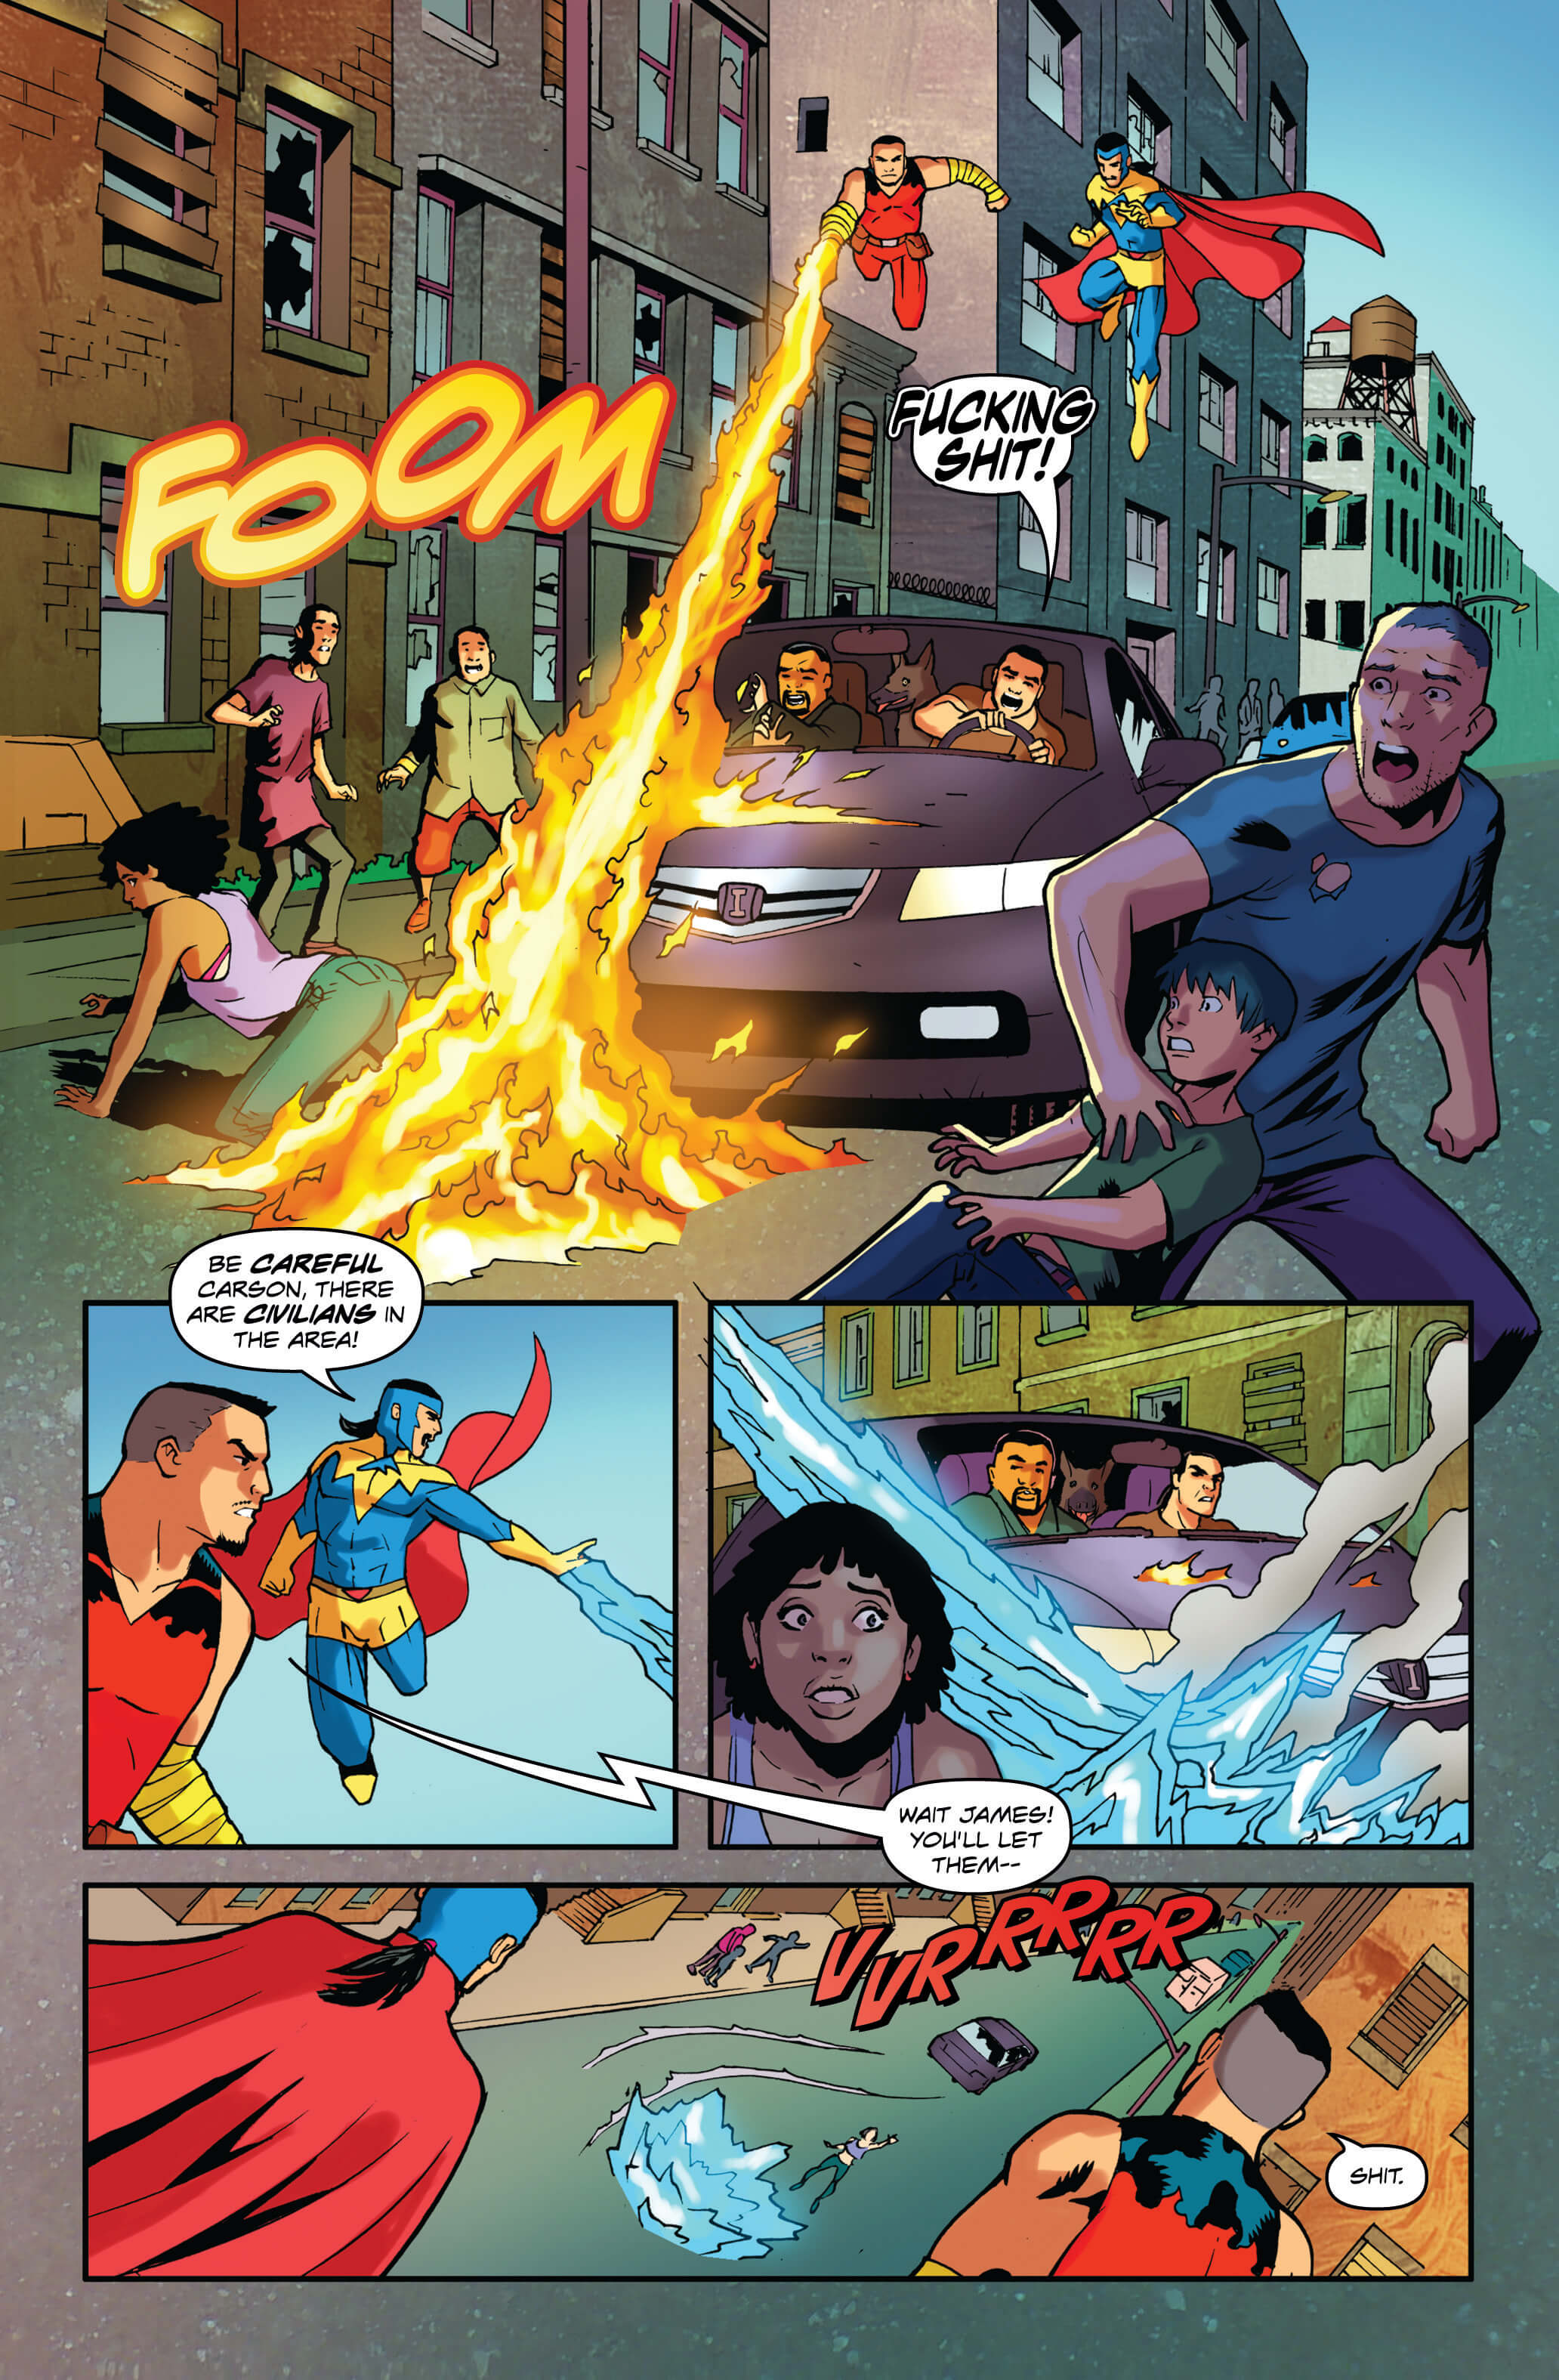 FOOM
FUCKING
SHIT!
I
BE CAREFUL
CARSON, THERE
ARE CIVILIANS IN
THE AREA!
I
WAIT JAMES!
YOU'LL LET
THEM--
VVRRRRR
SHIT.